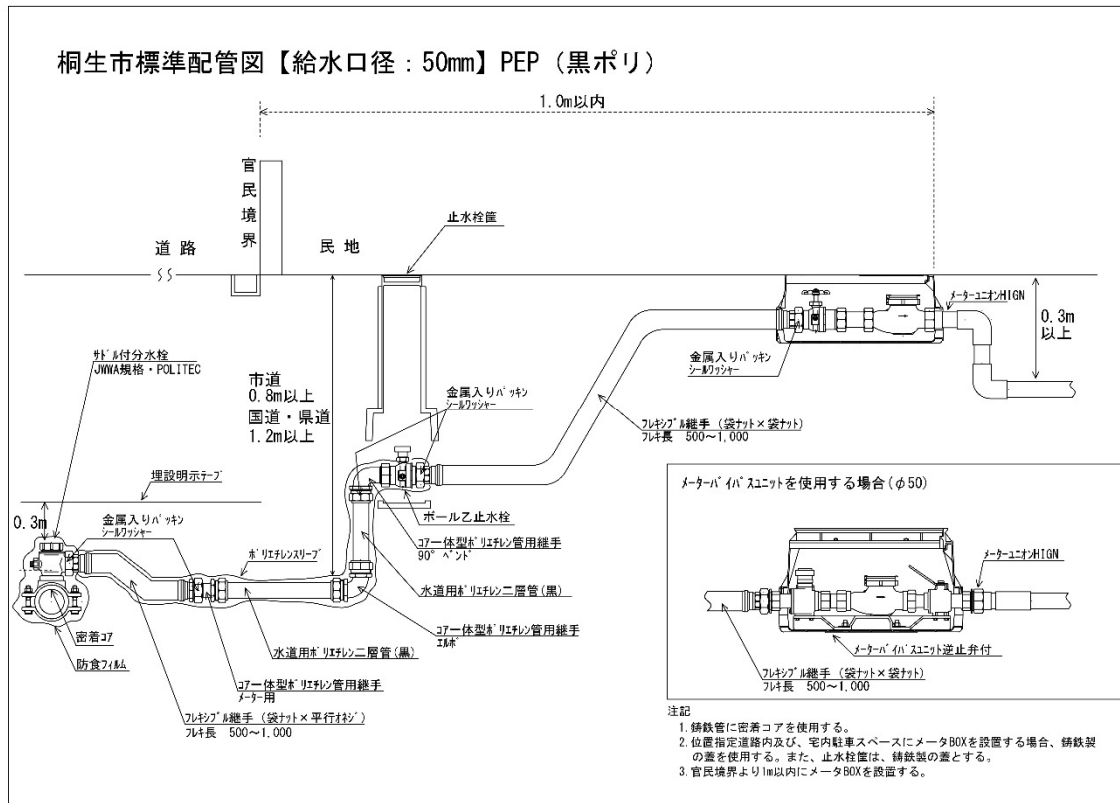 桐生市標準配管図【給水口径：50mm】PEP（黒ポリ）
1.0m以内
官民境界
道路
民地
止水栓筺
メーターユニオンHIGN
0.3m
以上
金属入りパッキン
シールワッシャー
サドル付分水栓
JWWA規格・POLITEC
市道
0.8m以上
国道・県道
1.2m以上
金属入りパッキン
シールワッシャー
フレキシブル継手（袋ナット×袋ナット）
フレキ長　500～1,000
埋設明示テープ
0.3m
金属入りパッキン
シールワッシャー
ポリエチレンスリーブ
ボール乙止水栓
コア一体型ポリエチレン管用継手
90°ベンド
水道用ポリエチレン二層管(黒)
コア一体型ポリエチレン管用継手
エルボ
密着コア
防食フィルム
水道用ポリエチレン二層管(黒)
コア一体型ポリエチレン管用継手
メーター用
フレキシブル継手（袋ナット×平行オネジ）
フレキ長　500～1,000
メーターバイパスユニットを使用する場合(φ50)
メーターユニオンHIGN
メーターバイパスユニット逆止弁付
フレキシブル継手（袋ナット×袋ナット）
フレキ長　500～1,000
注記
1. 鋳鉄管に密着コアを使用する。
2. 位置指定道路内及び、宅内駐車スペースにメータBOXを設置する場合、鋳鉄製
の蓋を使用する。また、止水栓筺は、鋳鉄製の蓋とする。
3. 官民境界より1m以内にメータBOXを設置する。